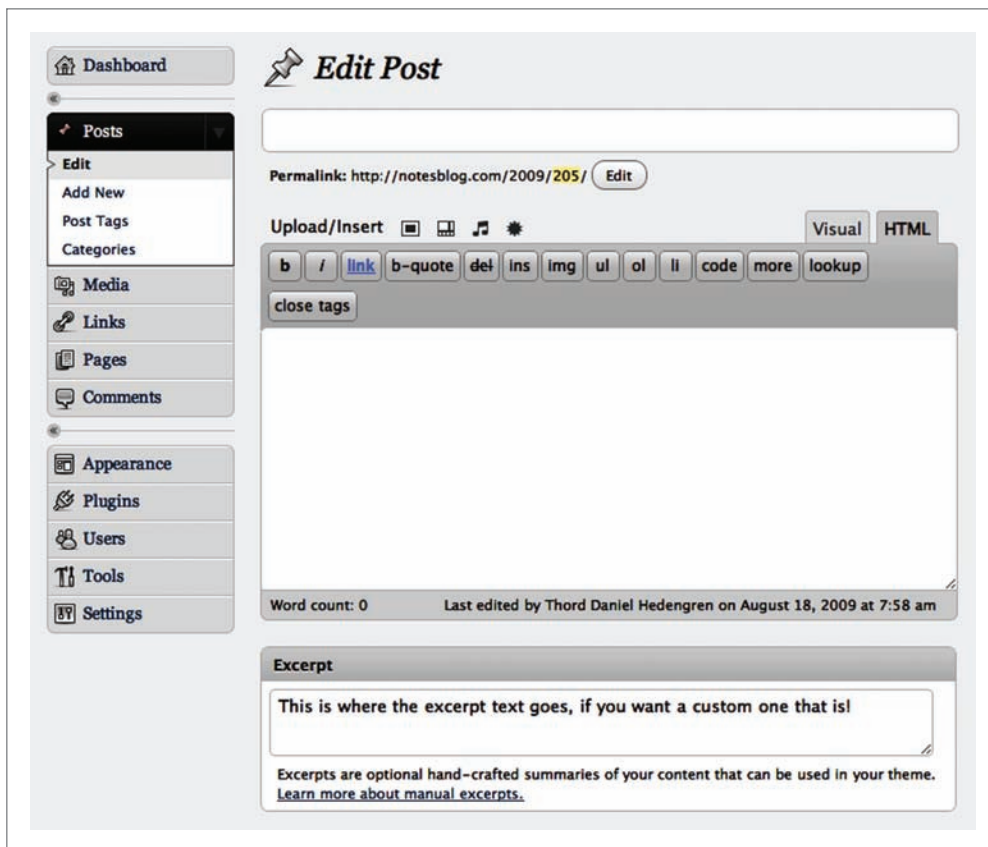 Dashboard
Posts
Edit
Add New
Post Tags
Categories
Media
Links
Pages
Comments
Appearance
Plugins
Users
Tools
Settings
Edit Post
Permalink: http://notesblog.com/2009/205/ Edit
Upload/Insert
Visual HTML
b i link b-quote del ins img ul ol li code more lookup
close tags
Word count: 0 Last edited by Thord Daniel Hedengren on August 18, 2009 at 7:58 am
Excerpt
This is where the excerpt text goes, if you want a custom one that is!
Excerpts are optional hand-crafted summaries of your content that can be used in your theme.
Learn more about manual excerpts.